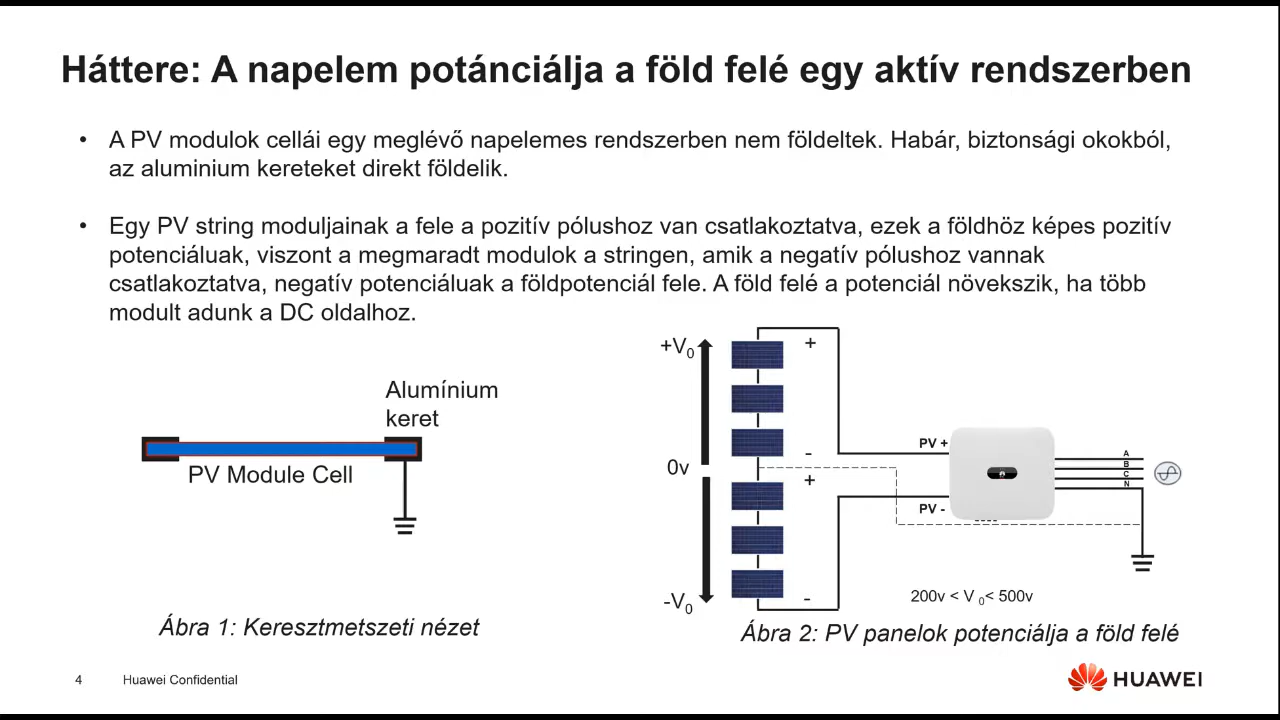 Háttere: A napelem potánciálja a föld felé egy aktív rendszerben
• A PV modulok cellái egy meglévő napelemes rendszerben nem földeltek. Habár, biztonsági okokból,
az aluminium kereteket direkt földelik.
• Egy PV string moduljainak a fele a pozitív pólushoz van csatlakoztatva, ezek a földhöz képes pozitív
potenciáluak, viszont a megmaradt modulok a stringen, amik a negatív pólushoz vannak
csatlakoztatva, negatív potenciáluak a földpotenciál fele. A föld felé a potenciál növekszik, ha több
modult adunk a DC oldalhoz.
Alumínium
keret
PV Module Cell
Ábra 1: Keresztmetszeti nézet
+V0
+
-
0v
+
-V0
-
PV +
PV -
A
B
C
N
200v < V 0< 500v
Ábra 2: PV panelok potenciálja a föld felé
4
Huawei Confidential
HUAWEI